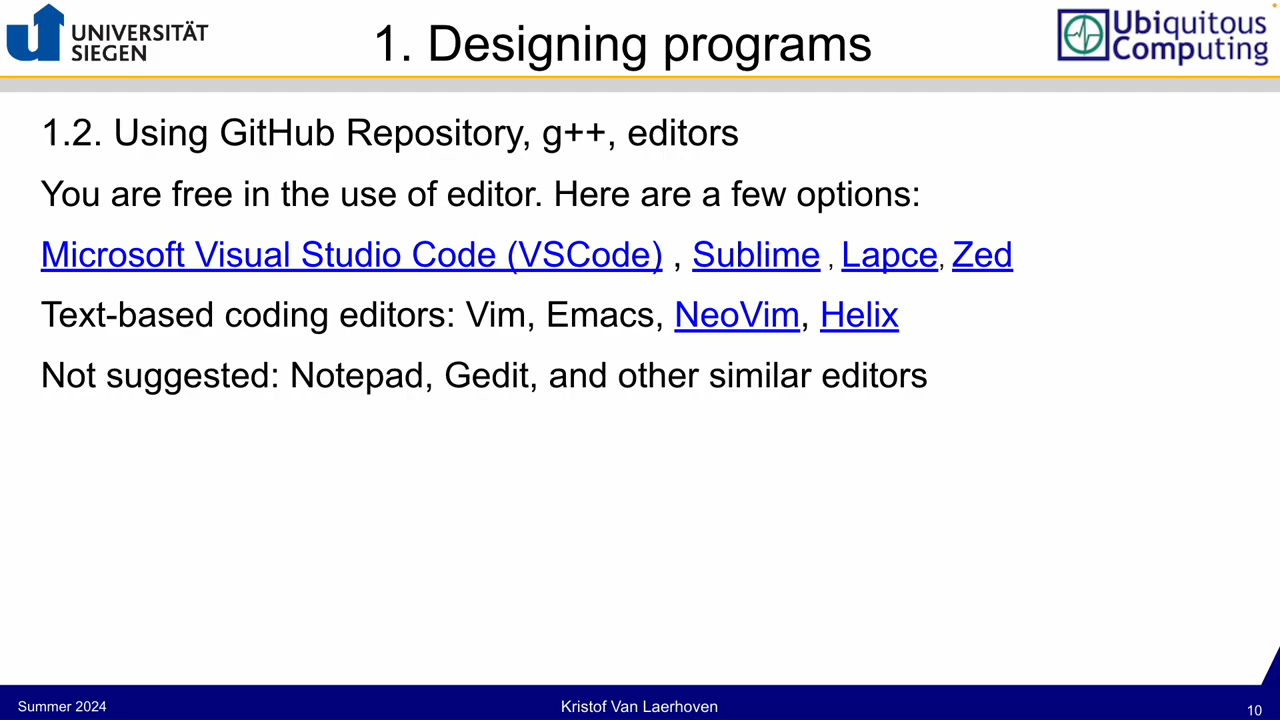 UNIVERSITÄT
SIEGEN
1. Designing programs
Ubiquitous
Computing
1.2. Using GitHub Repository, g++, editors
You are free in the use of editor. Here are a few options:
Microsoft Visual Studio Code (VSCode) , Sublime , Lapce, Zed
Text-based coding editors: Vim, Emacs, NeoVim, Helix
Not suggested: Notepad, Gedit, and other similar editors
Summer 2024
Kristof Van Laerhoven
10